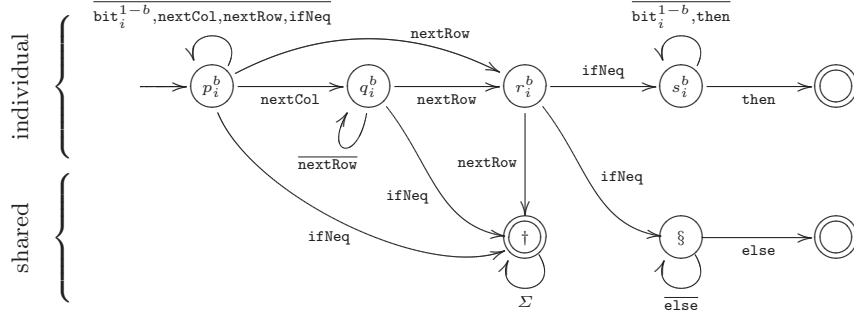 bit_i^{1−b},nextCol,nextRow,ifNeq
bit_i^{1−b},then
nextRow
individual
p_i^b
nextCol
q_i^b
nextRow
r_i^b
ifNeq
s_i^b
then
nextRow
nextRow
ifNeq
ifNeq
shared
ifNeq
†
§
else
Σ
else